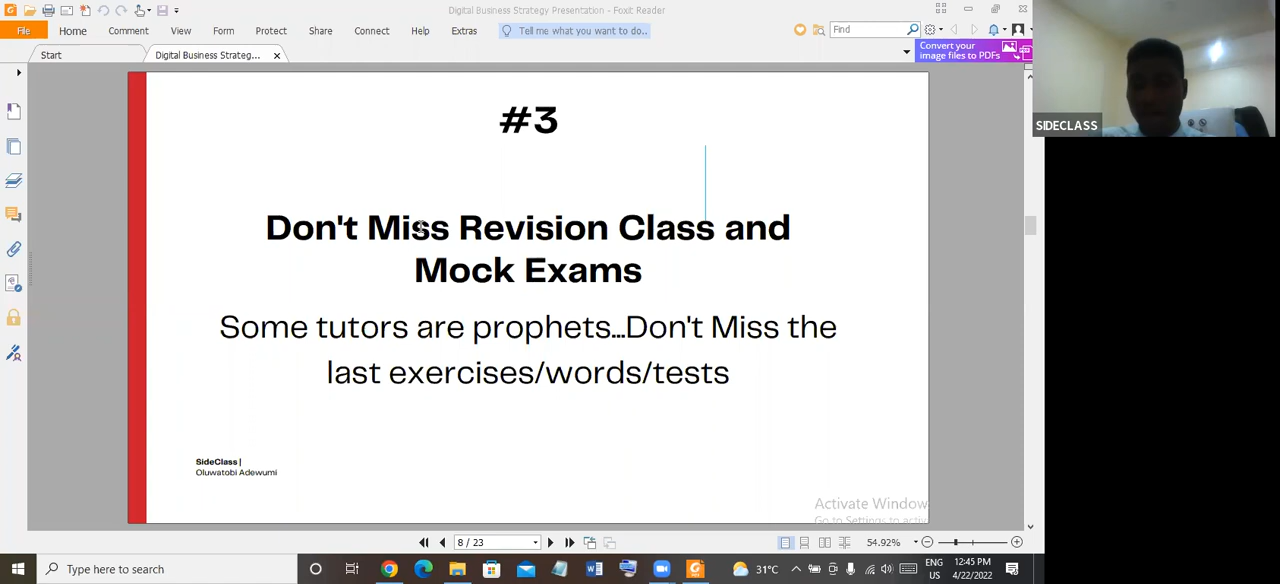 Digital Business Strategy Presentation - Foxit Reader
File Home Comment View Form Protect Share Connect Help Extras Tell me what you want to do.. Find
Start Digital Business Strateg... Convert your
image files to PDFs
#3
SIDECLASS
Don't Miss Revision Class and
Mock Exams
Some tutors are prophets...Don't Miss the
last exercises/words/tests
SideClass |
Oluwatobi Adewumi
Activate Window
8 / 23 54.92%
Type here to search 31°C ENG 12:45 PM
US 4/22/2022